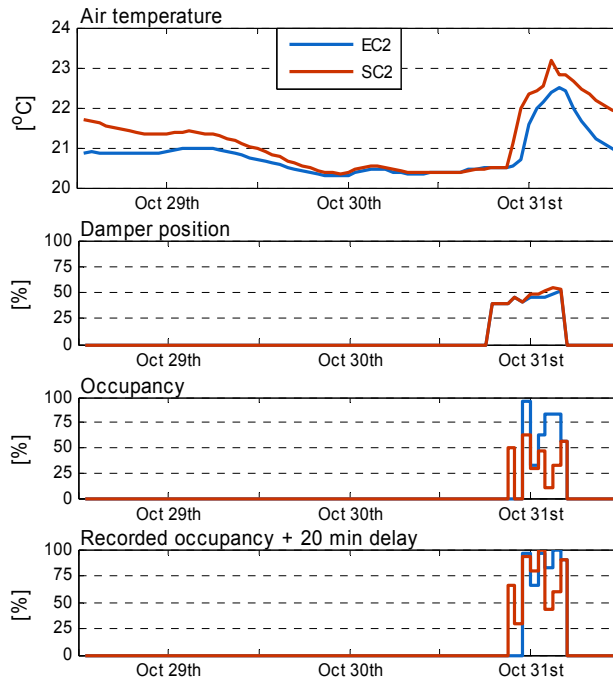 Air temperature
[°C]
24
23
22
21
20
EC2
SC2
Oct 29th
Oct 30th
Oct 31st
Damper position
[%]
100
75
50
25
0
Oct 29th
Oct 30th
Oct 31st
Occupancy
[%]
100
75
50
25
0
Oct 29th
Oct 30th
Oct 31st
Recorded occupancy + 20 min delay
[%]
100
75
50
25
0
Oct 29th
Oct 30th
Oct 31st